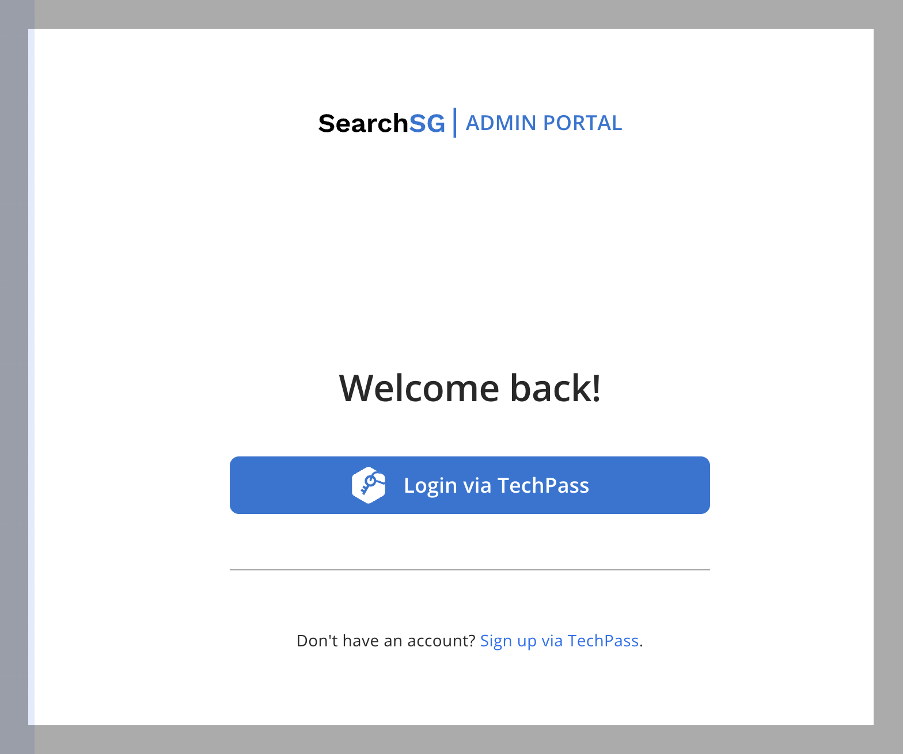 SearchSG | ADMIN PORTAL
Welcome back!
Login via TechPass
Don't have an account? Sign up via TechPass.